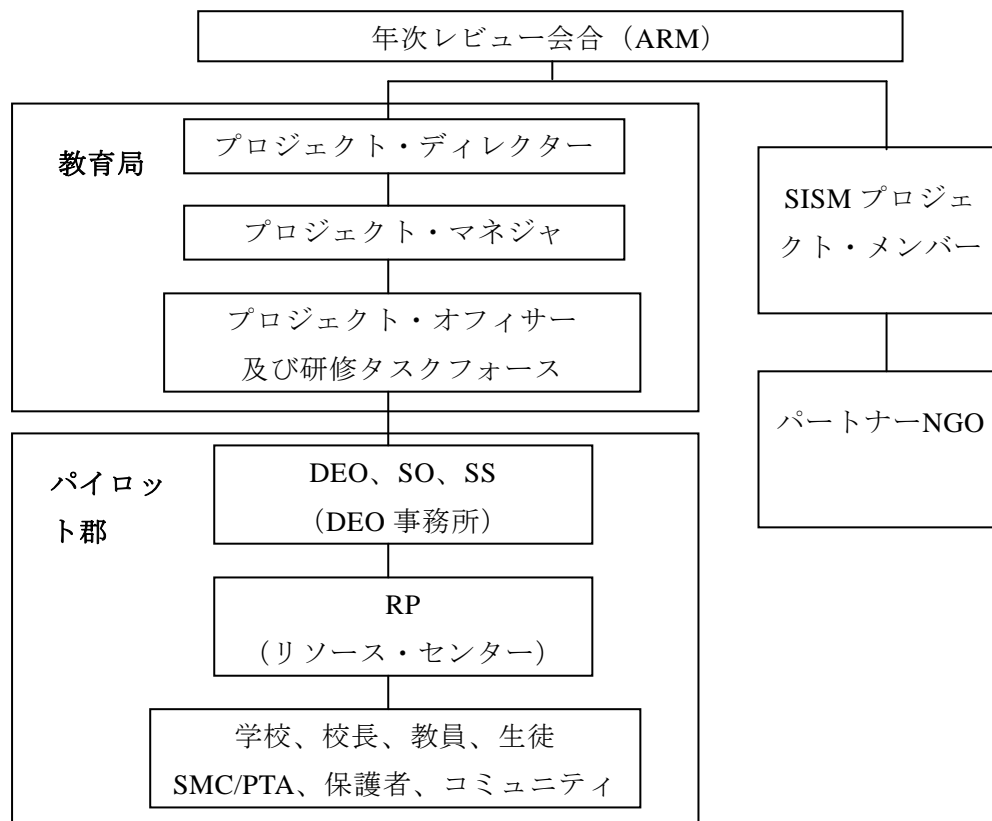 年次レビュー会合（ARM）
教育局
プロジェクト・ディレクター
プロジェクト・マネジャ
プロジェクト・オフィサー
及び研修タスクフォース
SISM プロジェ
クト・メンバー
パートナーNGO
パイロッ
ト郡
DEO、SO、SS
（DEO 事務所）
RP
（リソース・センター）
学校、校長、教員、生徒
SMC/PTA、保護者、コミュニティ